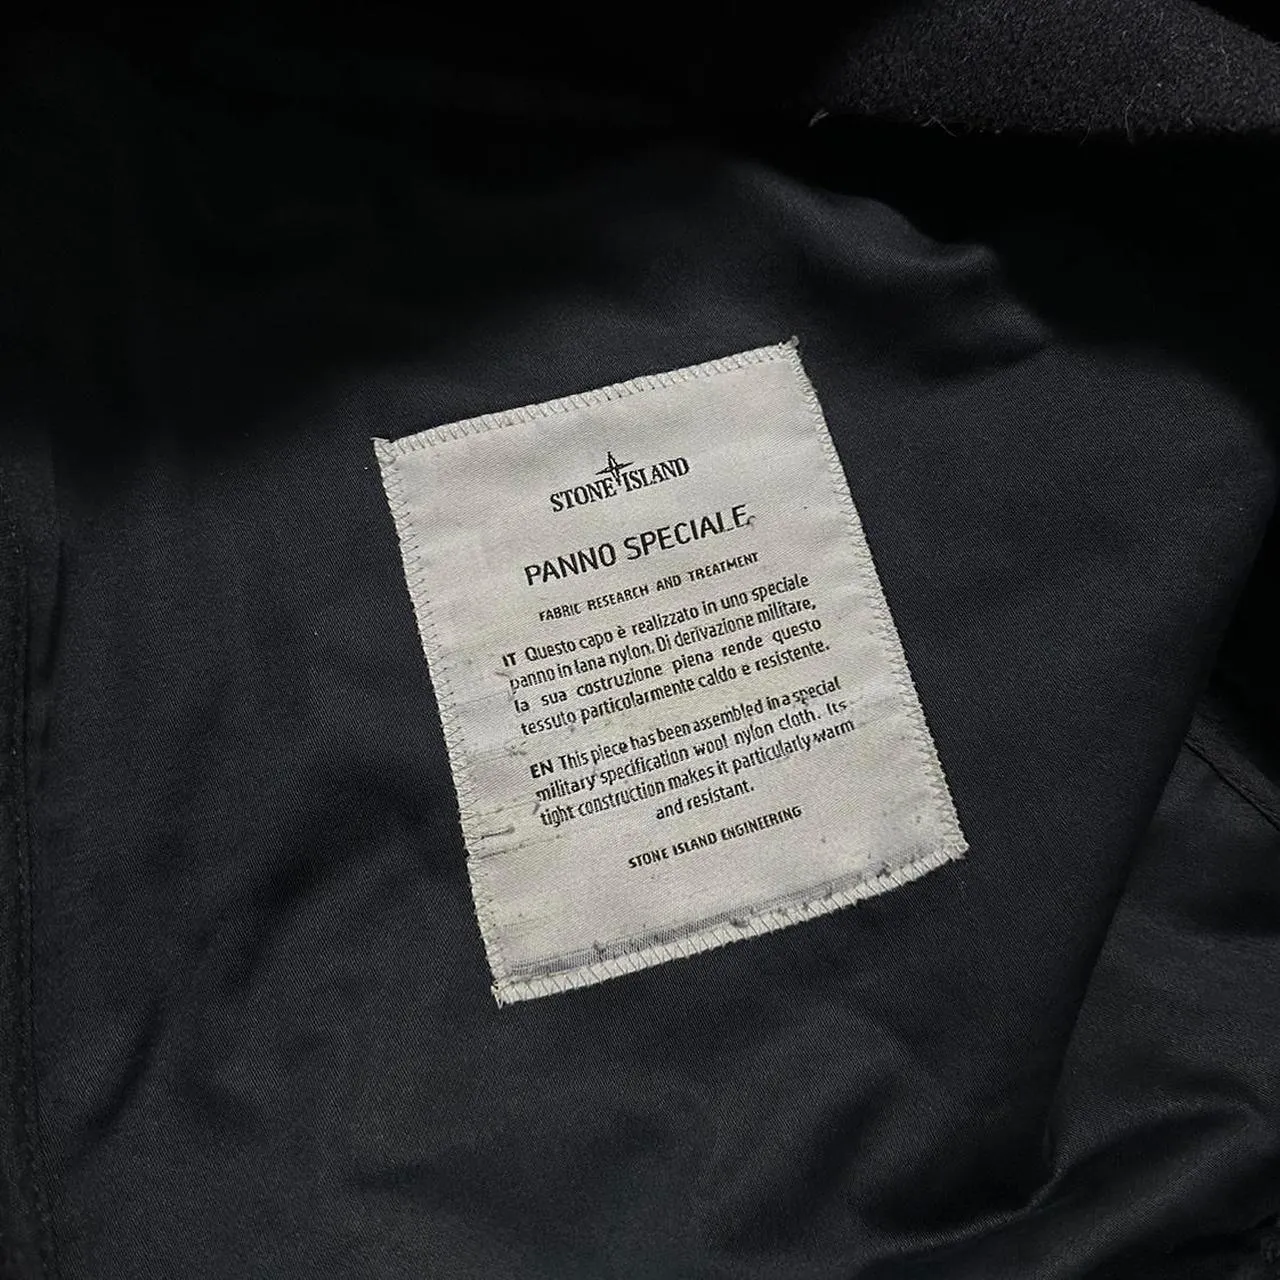 STONE ISLAND
PANNO SPECIALE
FABRIC RESEARCH AND TREATMENT
IT Questo capo è realizzato in uno speciale
panno in lana nylon. Di derivazione militare,
la sua costruzione piena rende questo
tessuto particolarmente caldo e resistente.
EN This piece has been assembled in a special
military specification wool nylon cloth. Its
tight construction makes it particularly warm
and resistant.
STONE ISLAND ENGINEERING